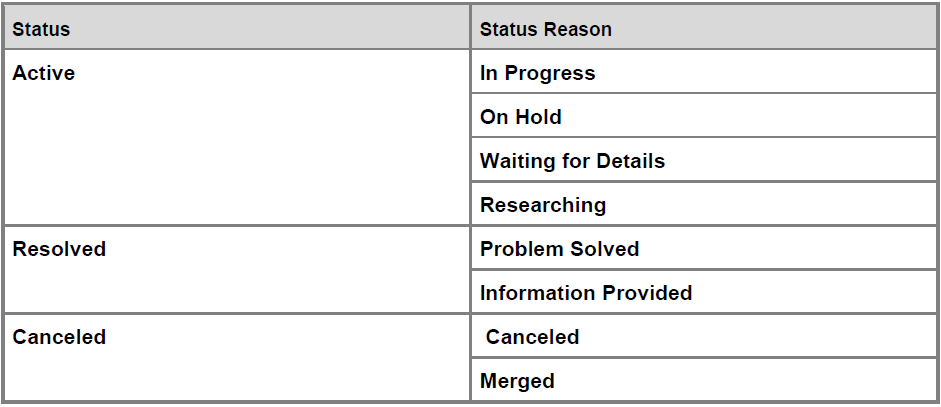 Status Status Reason
Active In Progress
On Hold
Waiting for Details
Researching
Resolved Problem Solved
Information Provided
Canceled Canceled
Merged